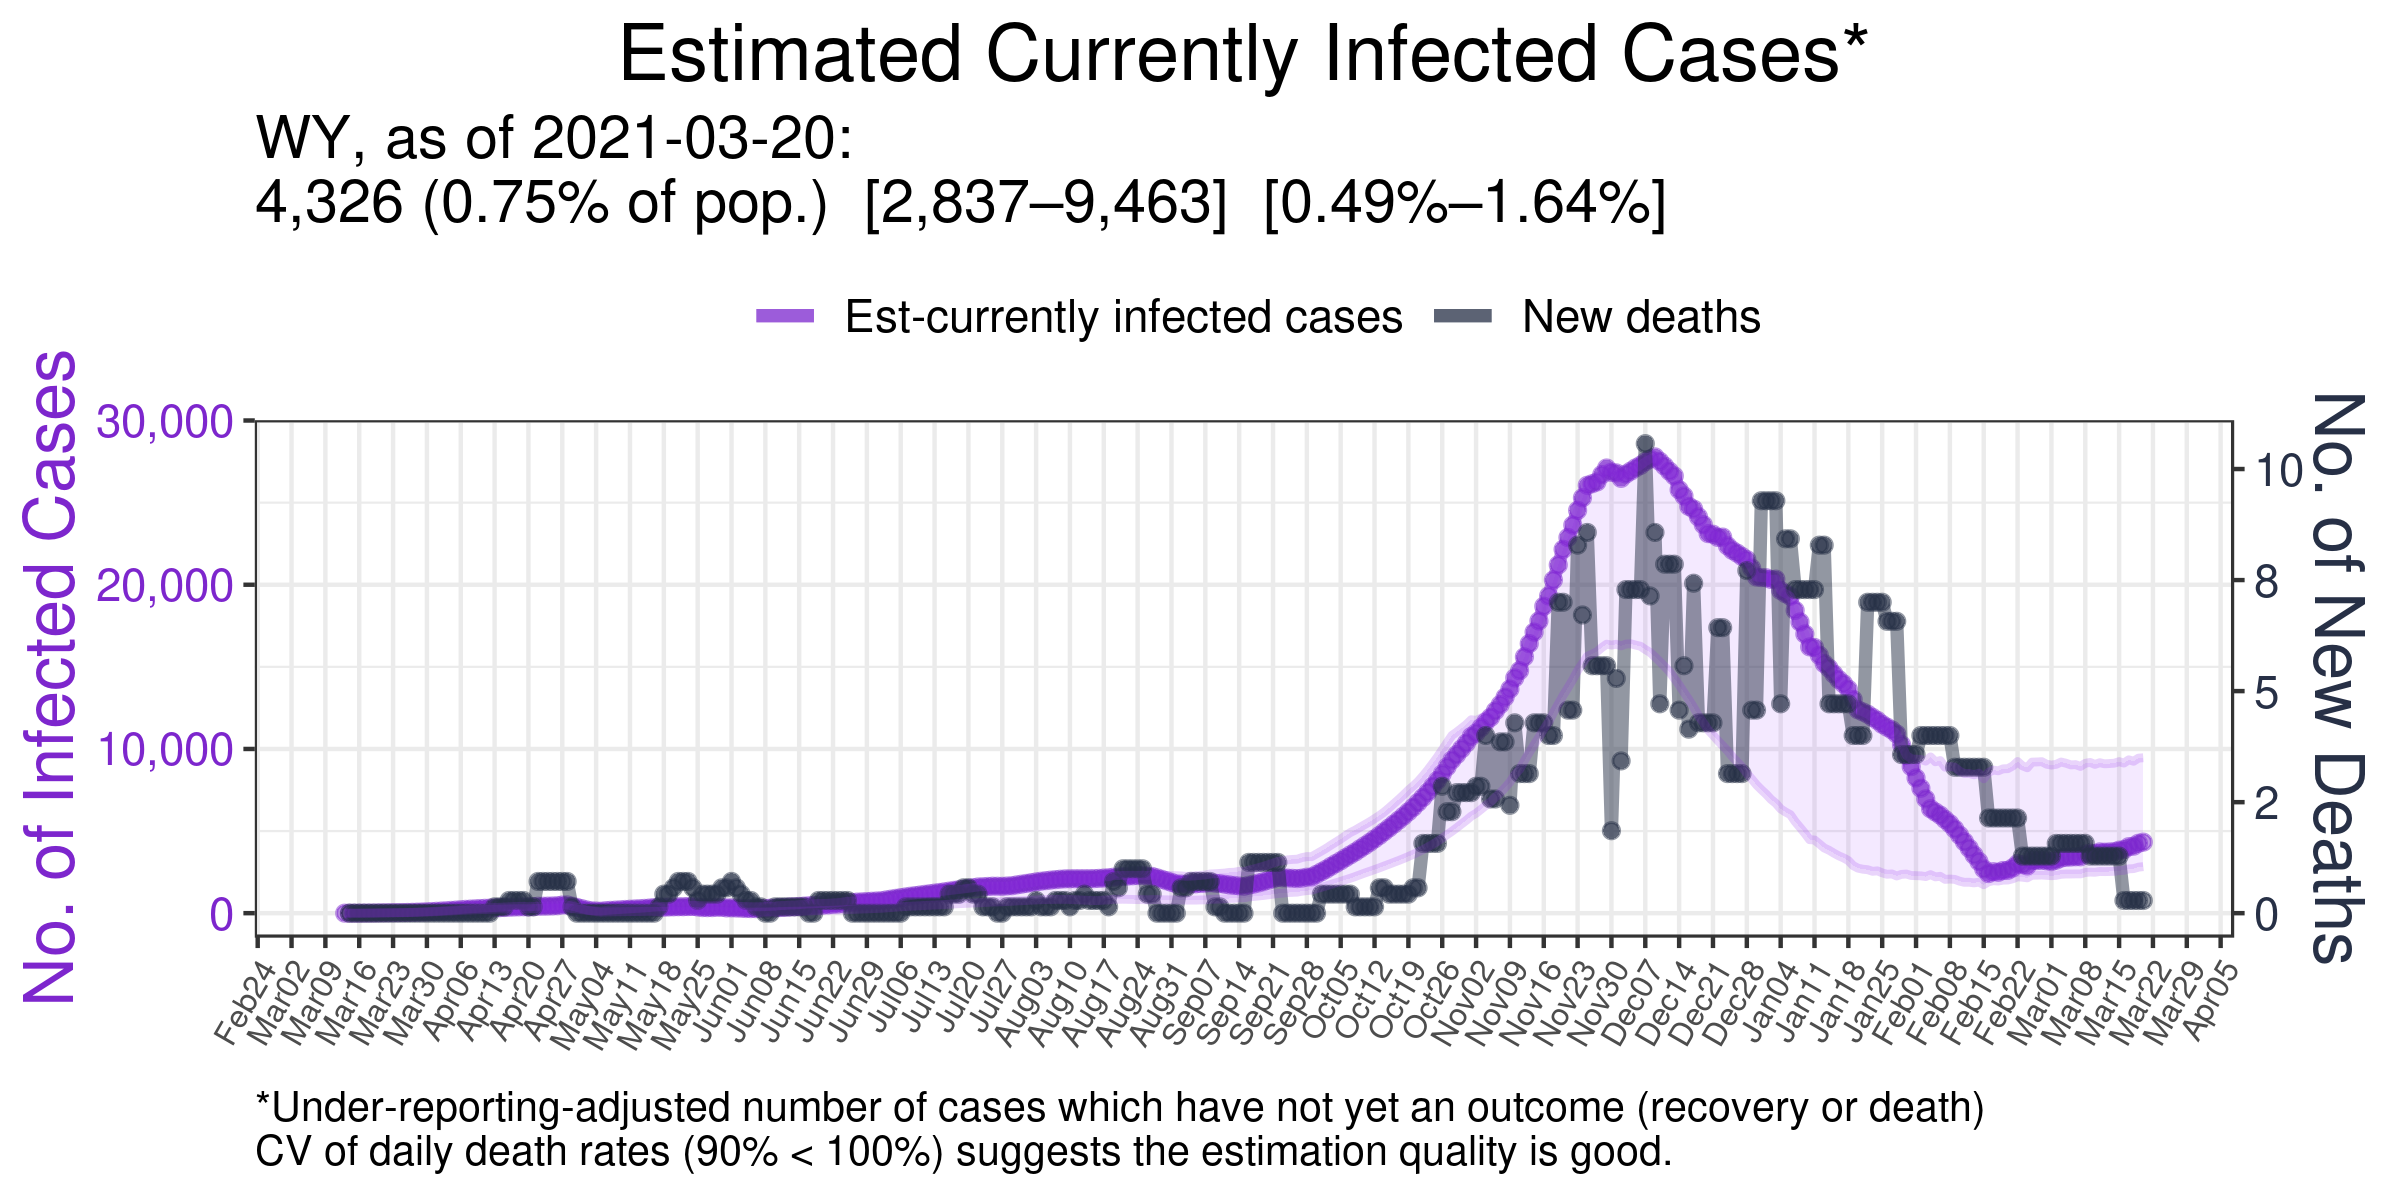 Estimated Currently Infected Cases*
WY, as of 2021-03-20:
4,326 (0.75% of pop.)  [2,837–9,463]  [0.49%–1.64%]
Est-currently infected cases
New deaths
No. of Infected Cases
30,000
20,000
10,000
0
No. of New Deaths
10
8
5
2
0
Feb24
Mar02
Mar09
Mar16
Mar23
Mar30
Apr06
Apr13
Apr20
Apr27
May04
May11
May18
May25
Jun01
Jun08
Jun15
Jun22
Jun29
Jul06
Jul13
Jul20
Jul27
Aug03
Aug10
Aug17
Aug24
Aug31
Sep07
Sep14
Sep21
Sep28
Oct05
Oct12
Oct19
Oct26
Nov02
Nov09
Nov16
Nov23
Nov30
Dec07
Dec14
Dec21
Dec28
Jan04
Jan11
Jan18
Jan25
Feb01
Feb08
Feb15
Feb22
Mar01
Mar08
Mar15
Mar22
Mar29
Apr05
*Under-reporting-adjusted number of cases which have not yet an outcome (recovery or death)
CV of daily death rates (90% < 100%) suggests the estimation quality is good.